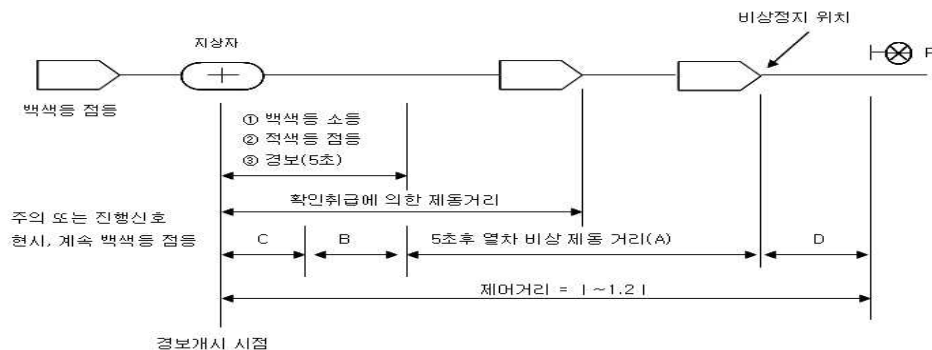 비상정지 위치
지상자
R
백색등 점등
① 백색등 소등
② 적색등 점등
③ 경보(5초)
확인취급에 의한 제동거리
주의 또는 진행신호
현시, 계속 백색등 점등
C
B
5초후 열차 비상 제동 거리(A)
D
제어거리 = l ~1.2 l
경보개시 시점